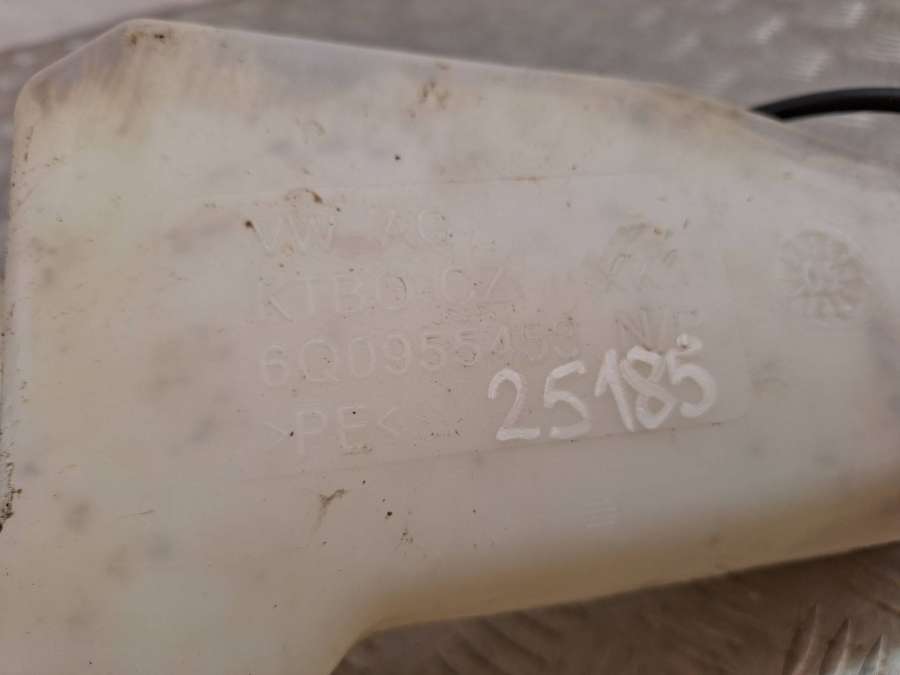 VW AG
KTBO-CZ
6Q0955453 N/F
>PE<
25185